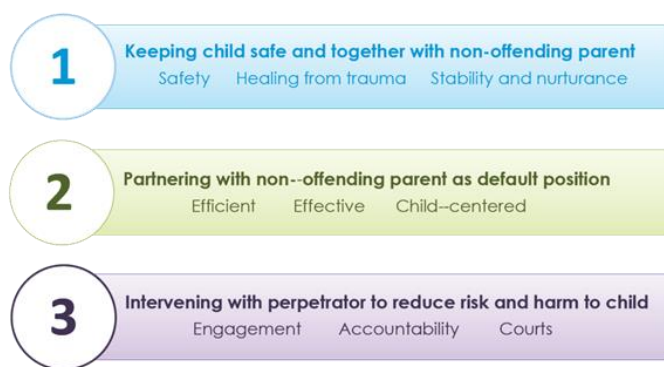 1
Keeping child safe and together with non-offending parent
Safety Healing from trauma Stability and nurturance
2
Partnering with non--offending parent as default position
Efficient Effective Child--centered
3
Intervening with perpetrator to reduce risk and harm to child
Engagement Accountability Courts